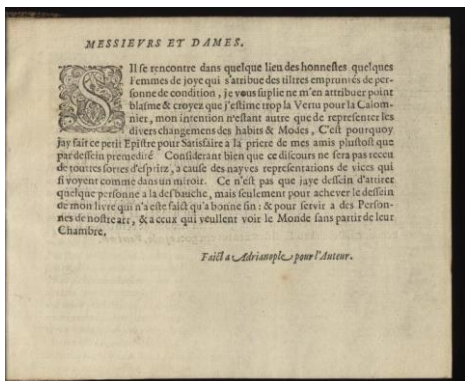 MESSIEVRS ET DAMES.
SIl se rencontre dans quelque lieu des honnestes quelques
Femmes de joye qui s'attribue des tiltres empruntés de per-
sonne de condition, je vous suplie ne m'en attribuer point
blasme & croyez que j'estime trop la Vertu pour la Calom-
nier, mon intention n'estant autre que de representer les
divers changemens des habits & Modes, C'est pourquoy
jay fait ce petit Epistre pour Satisfaire a la priere de mes amis plustost que
par dessein premedité Considerant bien que ce discours ne sera pas receu
de touttes sortes d'espritz, a cause des nayves representations de vices qui
si voyent comme dans un miroir. Ce n'est pas que jaye dessein d'attirer
quelque personne a la desbauche, mais seulement pour achever le dessein
de mon livre qui n'a este faict qu'a bonne fin: & pour servir a des Person-
nes de nostre art, & a ceux qui veullent voir le Monde sans partir de leur
Chambre.
Faict a Adrianople pour l'Auteur.